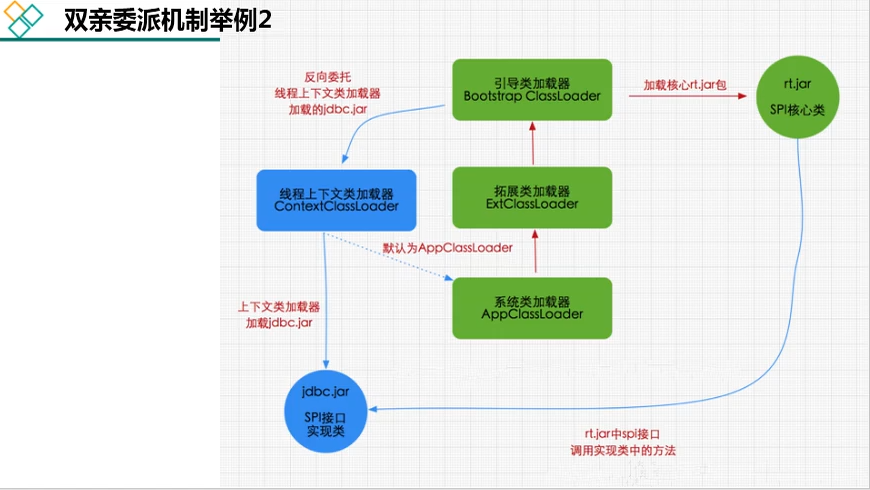 双亲委派机制举例2
反向委托
线程上下文类加载器
加载的jdbc.jar
引导类加载器
Bootstrap ClassLoader
加载核心rt.jar包
rt.jar
SPI核心类
线程上下文类加载器
ContextClassLoader
拓展类加载器
ExtClassLoader
默认为AppClassLoader
系统类加载器
AppClassLoader
上下文类加载器
加载jdbc.jar
jdbc.jar
SPI接口
实现类
rt.jar中spi接口
调用实现类中的方法